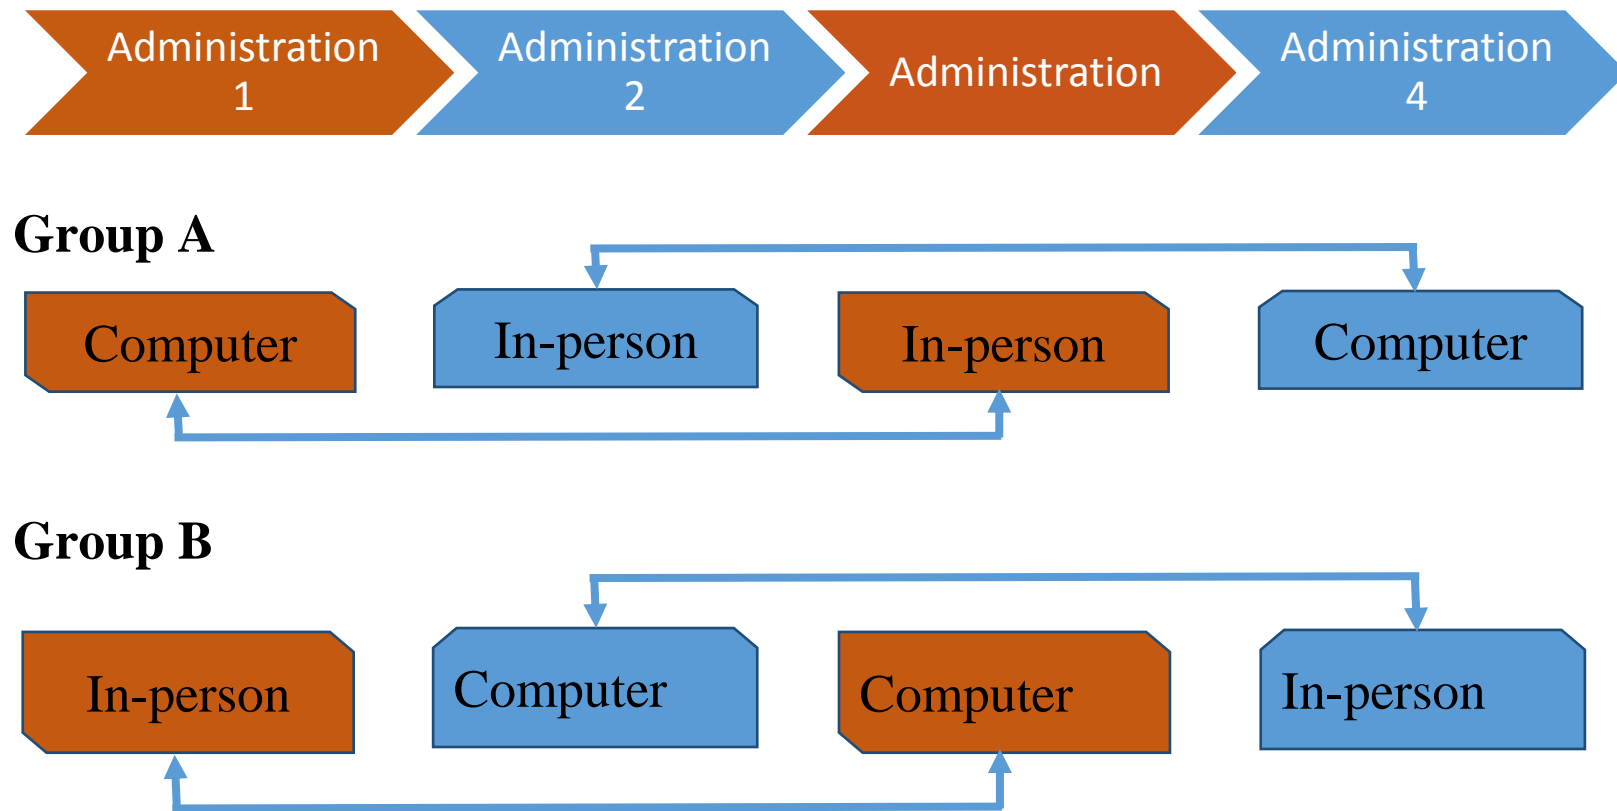 Administration
1
Administration
2
Administration
Administration
4
Group A
Computer
In-person
In-person
Computer
Group B
In-person
Computer
Computer
In-person